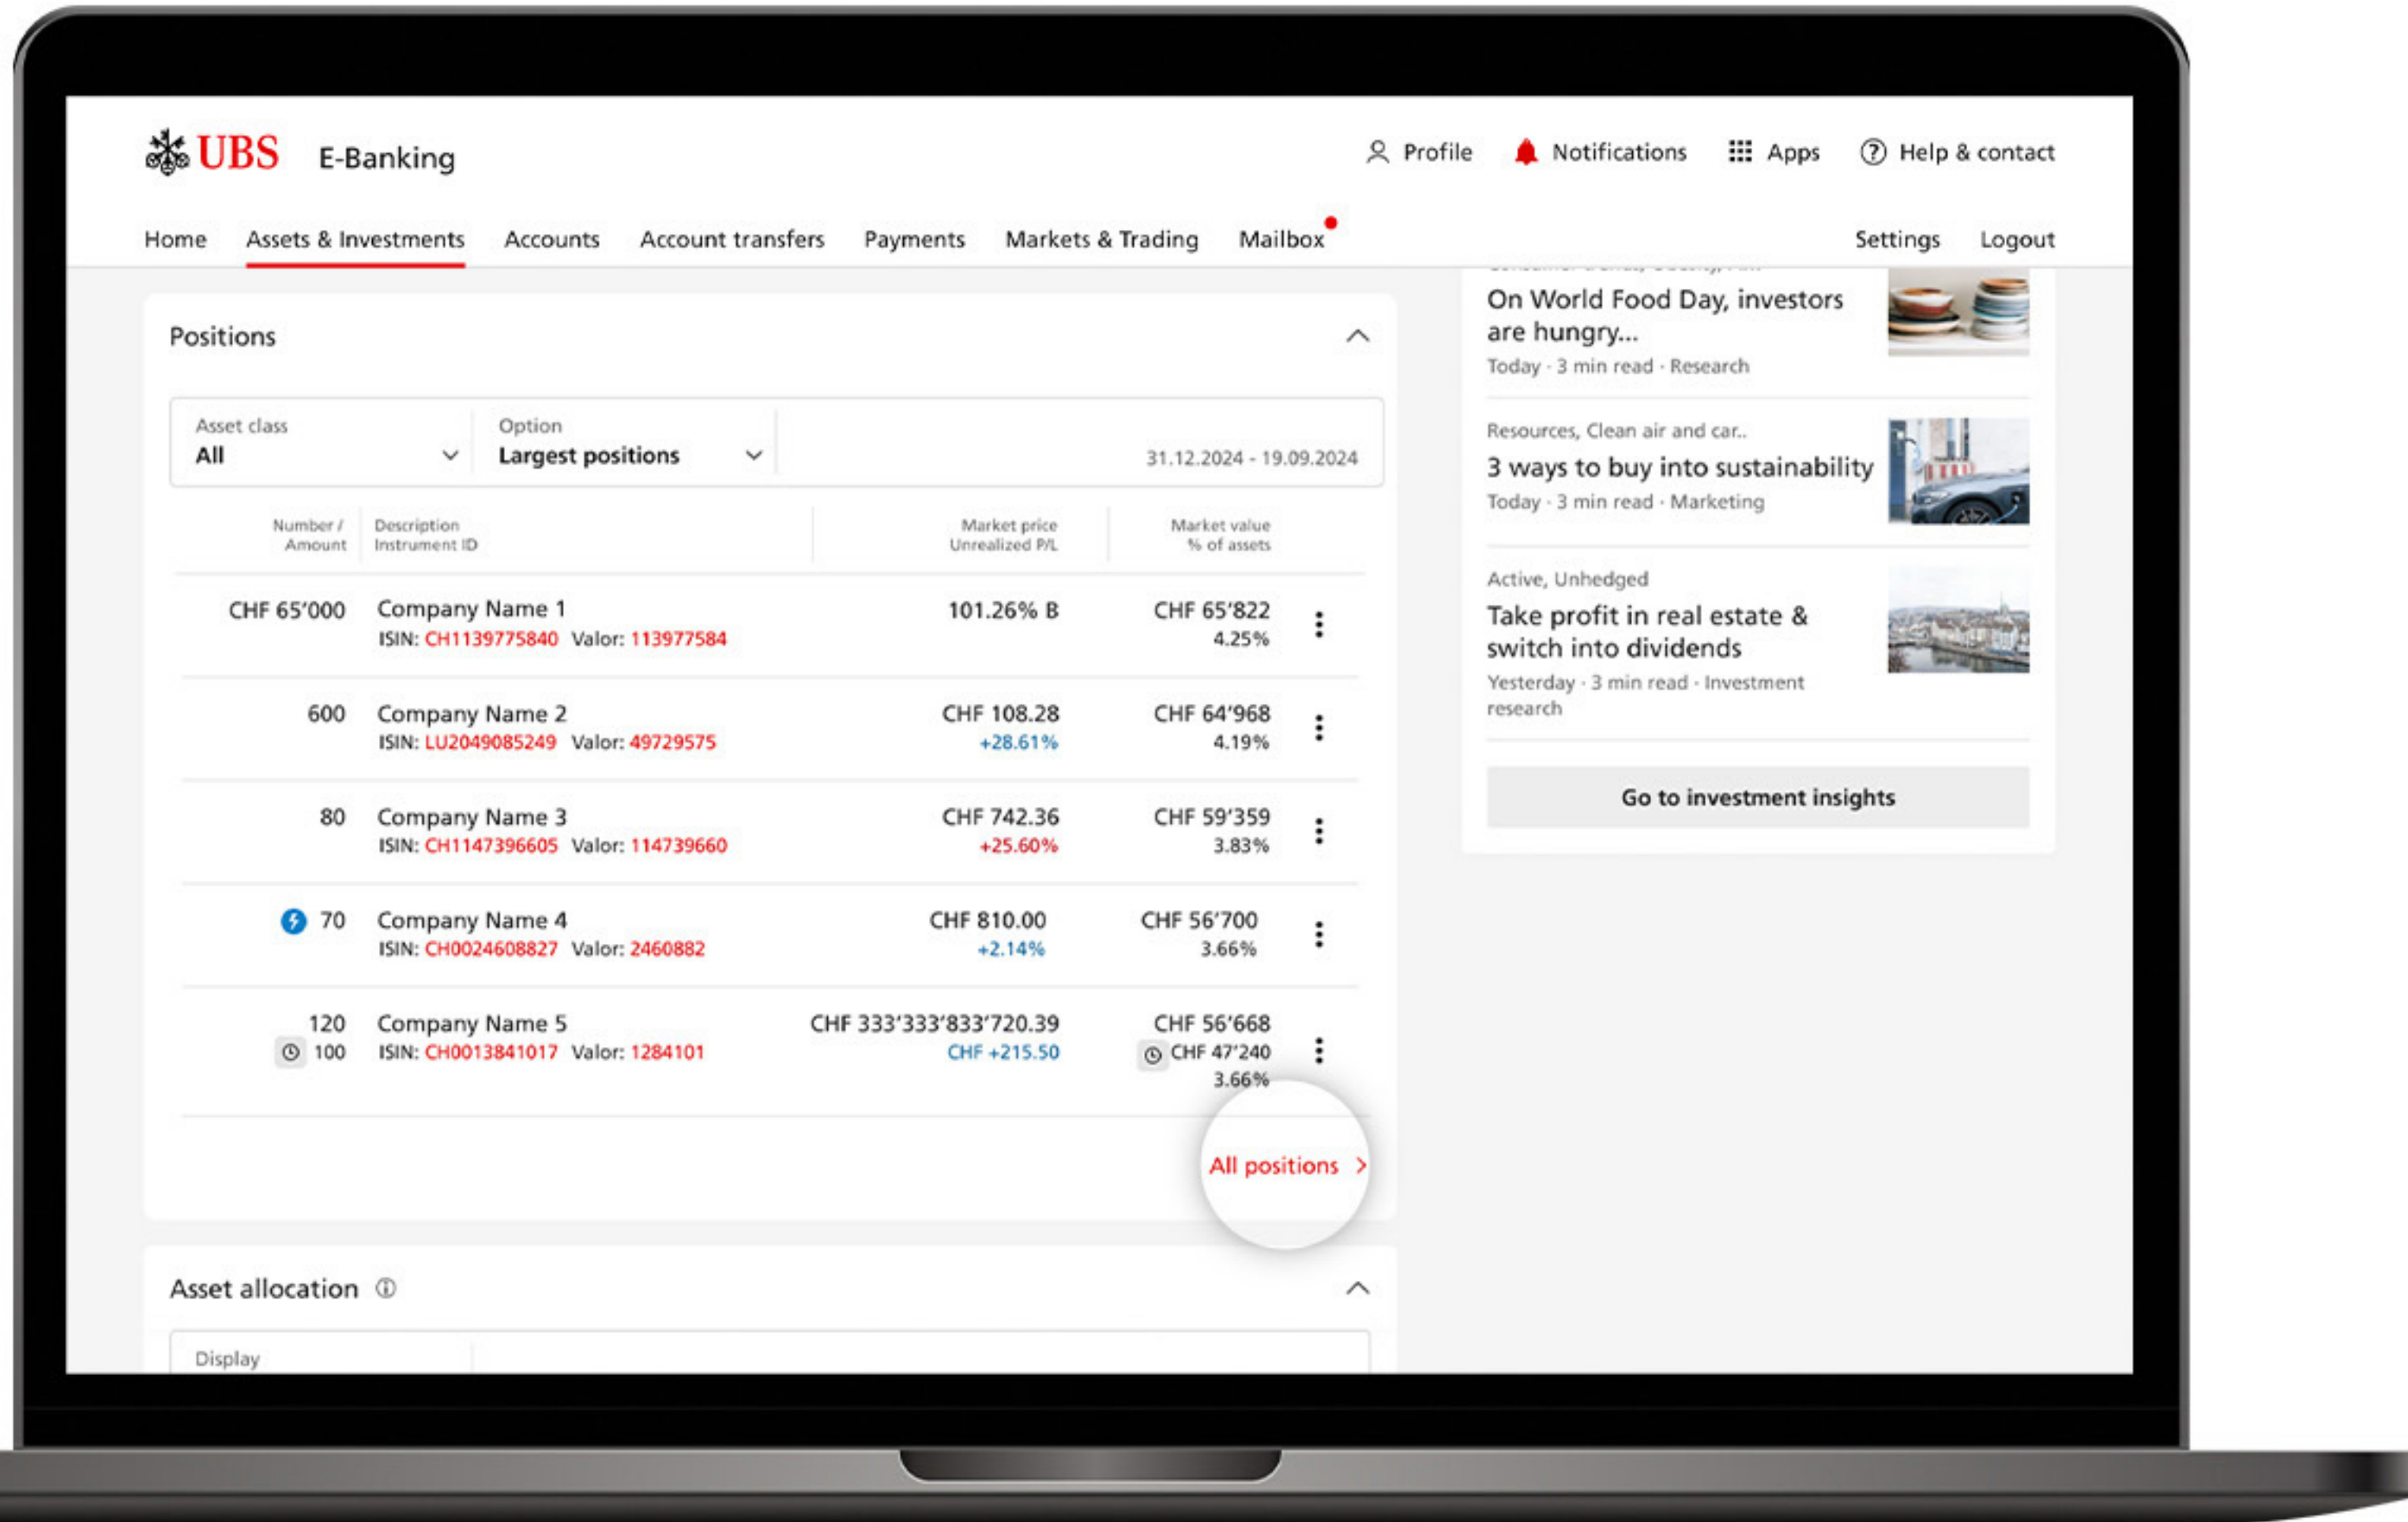 UBS E-Banking
Profile Notifications Apps Help & contact
Home Assets & Investments Accounts Account transfers Payments Markets & Trading Mailbox Settings Logout
Positions
Asset class
All
Option
Largest positions
31.12.2024 - 19.09.2024
Number / Amount
Description
Instrument ID
Market price
Unrealized P/L
Market value
% of assets
CHF 65’000 Company Name 1 101.26% B CHF 65’822
ISIN: CH1139775840 Valor: 113977584 4.25%
600 Company Name 2 CHF 108.28 CHF 64’968
ISIN: LU2049085249 Valor: 49729575 +28.61% 4.19%
80 Company Name 3 CHF 742.36 CHF 59’359
ISIN: CH1147396605 Valor: 114739660 +25.60% 3.83%
70 Company Name 4 CHF 810.00 CHF 56’700
ISIN: CH0024608827 Valor: 2460882 +2.14% 3.66%
120 Company Name 5 CHF 333’333’833’720.39 CHF 56’668
100 ISIN: CH0013841017 Valor: 1284101 CHF +215.50 CHF 47’240
3.66%
All positions
Asset allocation
Display
On World Food Day, investors
are hungry...
Today · 3 min read · Research
Resources, Clean air and car..
3 ways to buy into sustainability
Today · 3 min read · Marketing
Active, Unhedged
Take profit in real estate &
switch into dividends
Yesterday · 3 min read · Investment
research
Go to investment insights